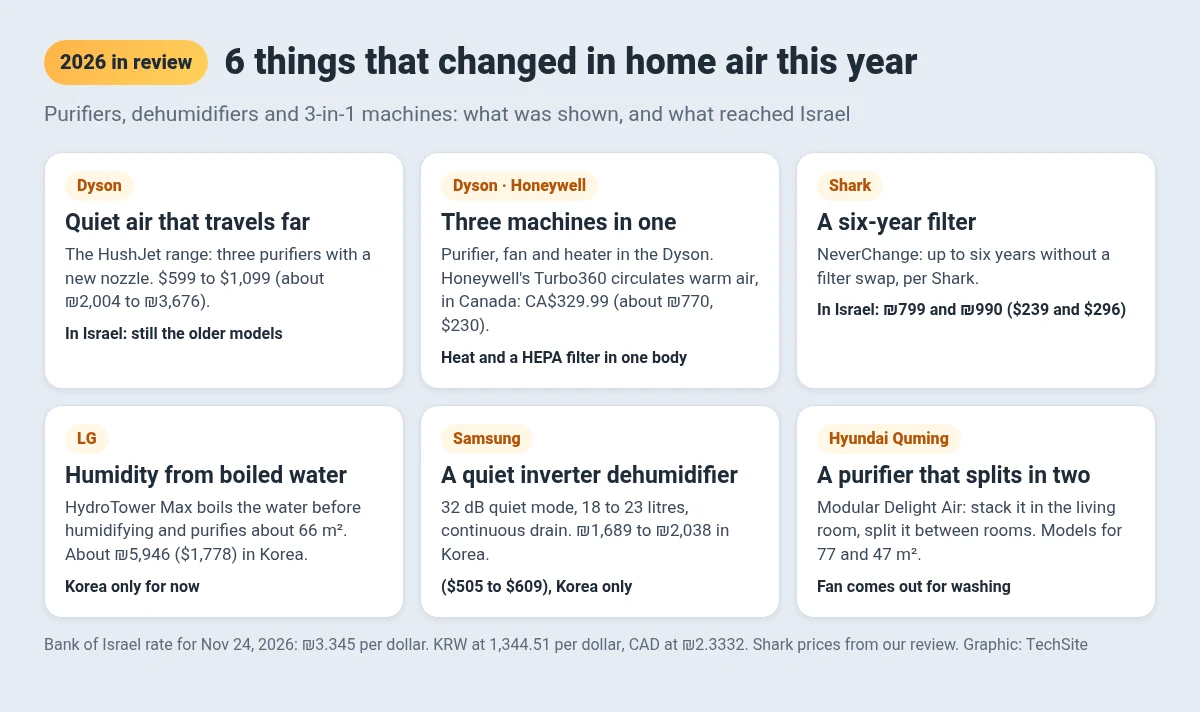 2026 in review
6 things that changed in home air this year
Purifiers, dehumidifiers and 3-in-1 machines: what was shown, and what reached Israel
Dyson
Quiet air that travels far
The HushJet range: three purifiers with a
new nozzle. $599 to $1,099 (about
₪2,004 to ₪3,676).
In Israel: still the older models
Dyson · Honeywell
Three machines in one
Purifier, fan and heater in the Dyson.
Honeywell's Turbo360 circulates warm air,
in Canada: CA$329.99 (about ₪770,
$230).
Heat and a HEPA filter in one body
Shark
A six-year filter
NeverChange: up to six years without a
filter swap, per Shark.
In Israel: ₪799 and ₪990 ($239 and $296)
LG
Humidity from boiled water
HydroTower Max boils the water before
humidifying and purifies about 66 m².
About ₪5,946 ($1,778) in Korea.
Korea only for now
Samsung
A quiet inverter dehumidifier
32 dB quiet mode, 18 to 23 litres,
continuous drain. ₪1,689 to ₪2,038 in
Korea.
($505 to $609), Korea only
Hyundai Quming
A purifier that splits in two
Modular Delight Air: stack it in the living
room, split it between rooms. Models for
77 and 47 m².
Fan comes out for washing
Bank of Israel rate for Nov 24, 2026: ₪3.345 per dollar. KRW at 1,344.51 per dollar, CAD at ₪2.3332. Shark prices from our review. Graphic: TechSite